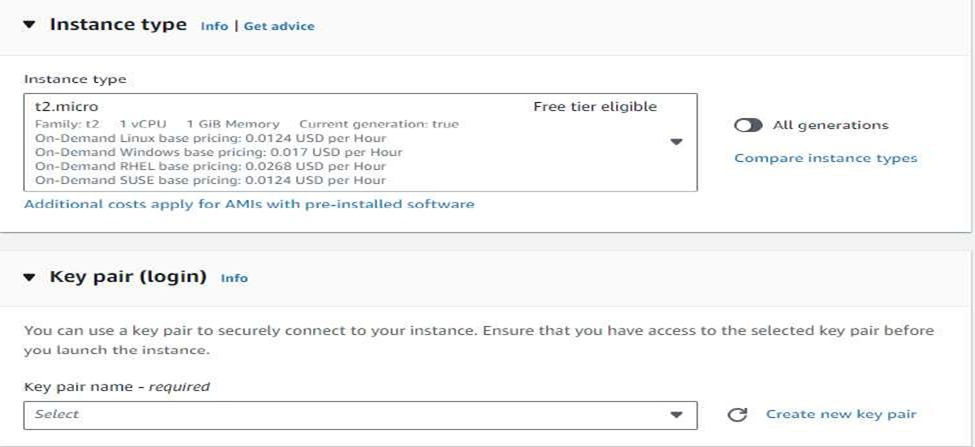 Instance type Info | Get advice
Instance type
t2.micro Free tier eligible
Family: t2 1 vCPU 1 GiB Memory Current generation: true
On-Demand Linux base pricing: 0.0124 USD per Hour
On-Demand Windows base pricing: 0.017 USD per Hour
On-Demand RHEL base pricing: 0.0268 USD per Hour
On-Demand SUSE base pricing: 0.0124 USD per Hour
All generations
Compare instance types
Additional costs apply for AMIs with pre-installed software
Key pair (login) Info
You can use a key pair to securely connect to your instance. Ensure that you have access to the selected key pair before
you launch the instance.
Key pair name - required
Select
Create new key pair